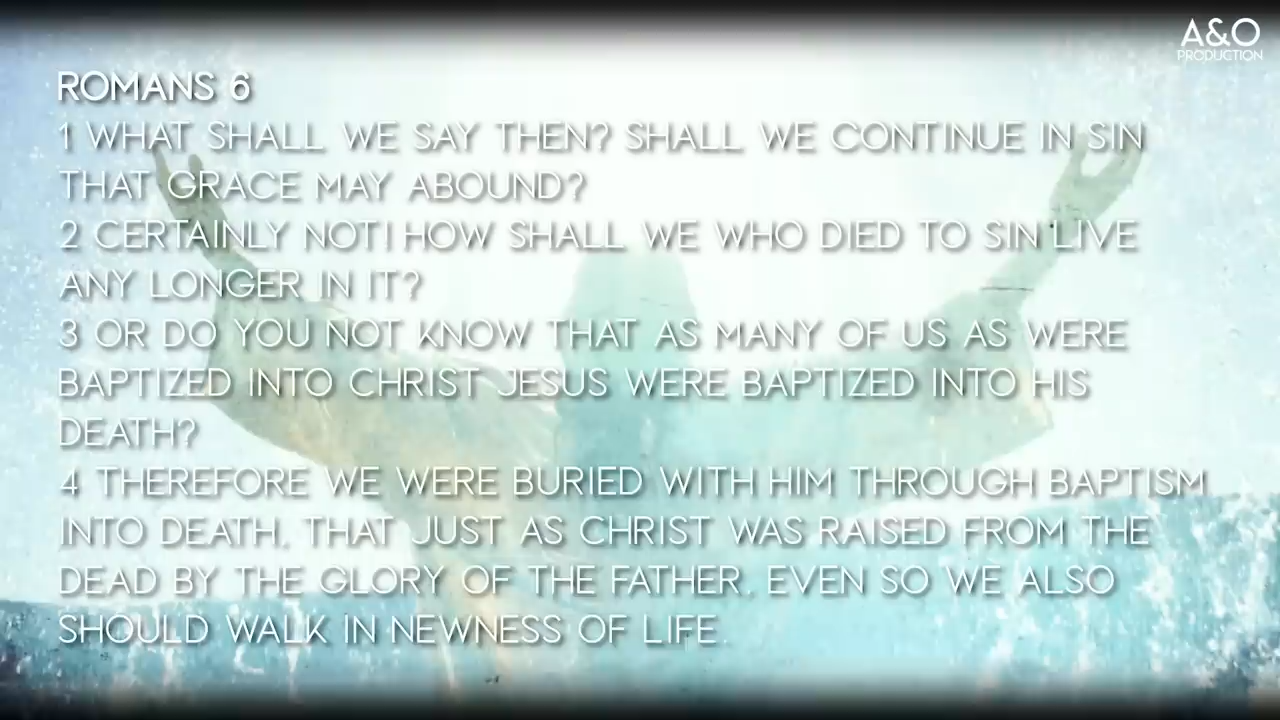 A&O
PRODUCTION
ROMANS 6
1 WHAT SHALL WE SAY THEN? SHALL WE CONTINUE IN SIN
THAT GRACE MAY ABOUND?
2 CERTAINLY NOT! HOW SHALL WE WHO DIED TO SIN LIVE
ANY LONGER IN IT?
3 OR DO YOU NOT KNOW THAT AS MANY OF US AS WERE
BAPTIZED INTO CHRIST JESUS WERE BAPTIZED INTO HIS
DEATH?
4 THEREFORE WE WERE BURIED WITH HIM THROUGH BAPTISM
INTO DEATH, THAT JUST AS CHRIST WAS RAISED FROM THE
DEAD BY THE GLORY OF THE FATHER, EVEN SO WE ALSO
SHOULD WALK IN NEWNESS OF LIFE.